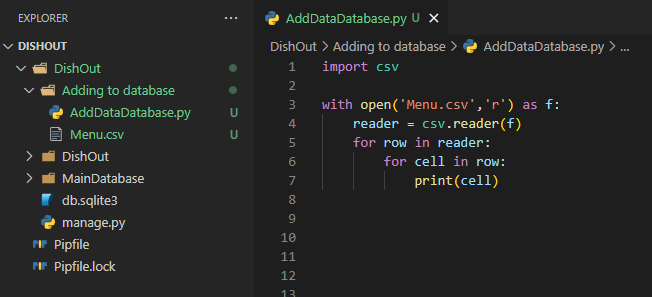 EXPLORER
...
DISHOUT
DishOut
Adding to database
AddDataDatabase.py U
Menu.csv U
DishOut
MainDatabase
db.sqlite3
manage.py
Pipfile
Pipfile.lock
AddDataDatabase.py U
DishOut > Adding to database > AddDataDatabase.py > ...
1 import csv
2
3 with open('Menu.csv','r') as f:
4     reader = csv.reader(f)
5     for row in reader:
6         for cell in row:
7             print(cell)
8
9
10
11
12
13